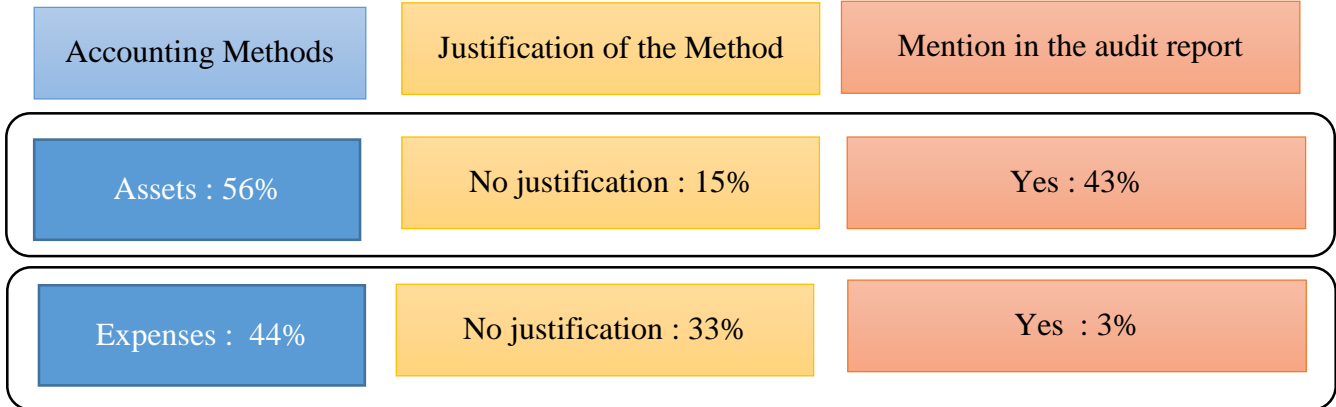 Accounting Methods
Justification of the Method
Mention in the audit report
Assets : 56%
No justification : 15%
Yes : 43%
Expenses :  44%
No justification : 33%
Yes  : 3%